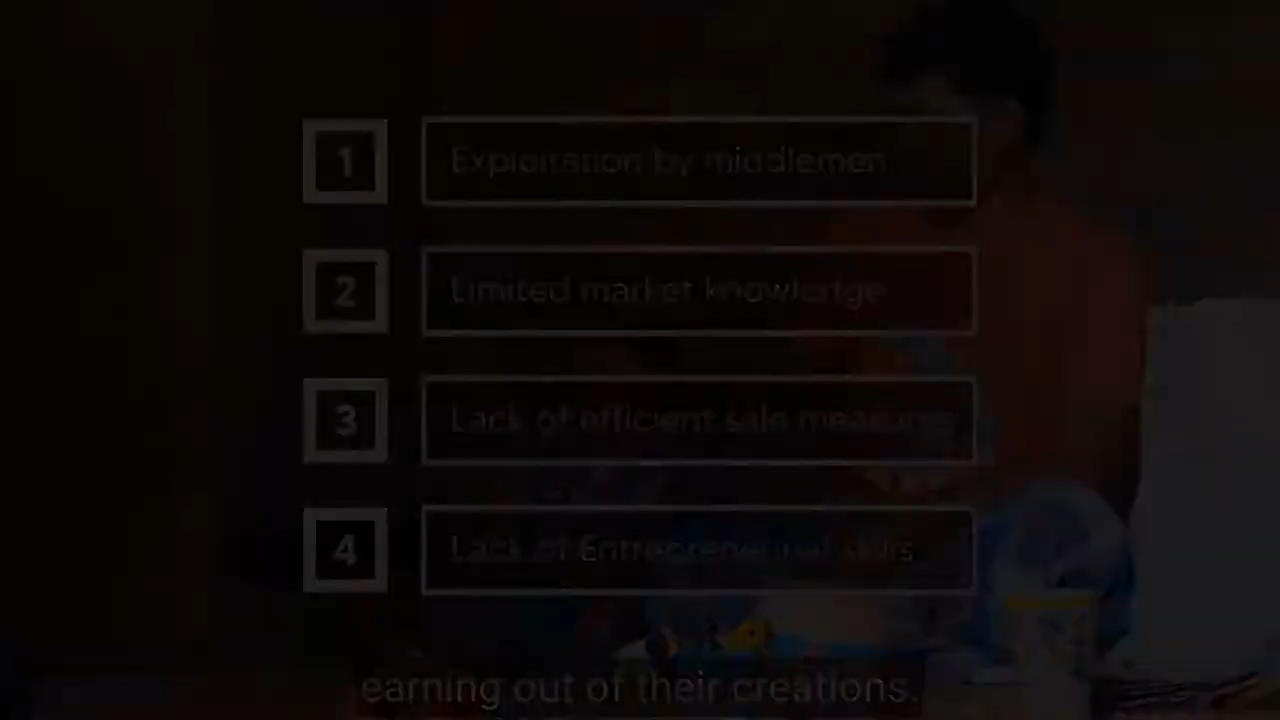 1
Exploitation by middlemen
2
Limited market knowledge
3
Lack of efficient sale measures
4
Lack of Entrepreneurial skills
earning out of their creations.